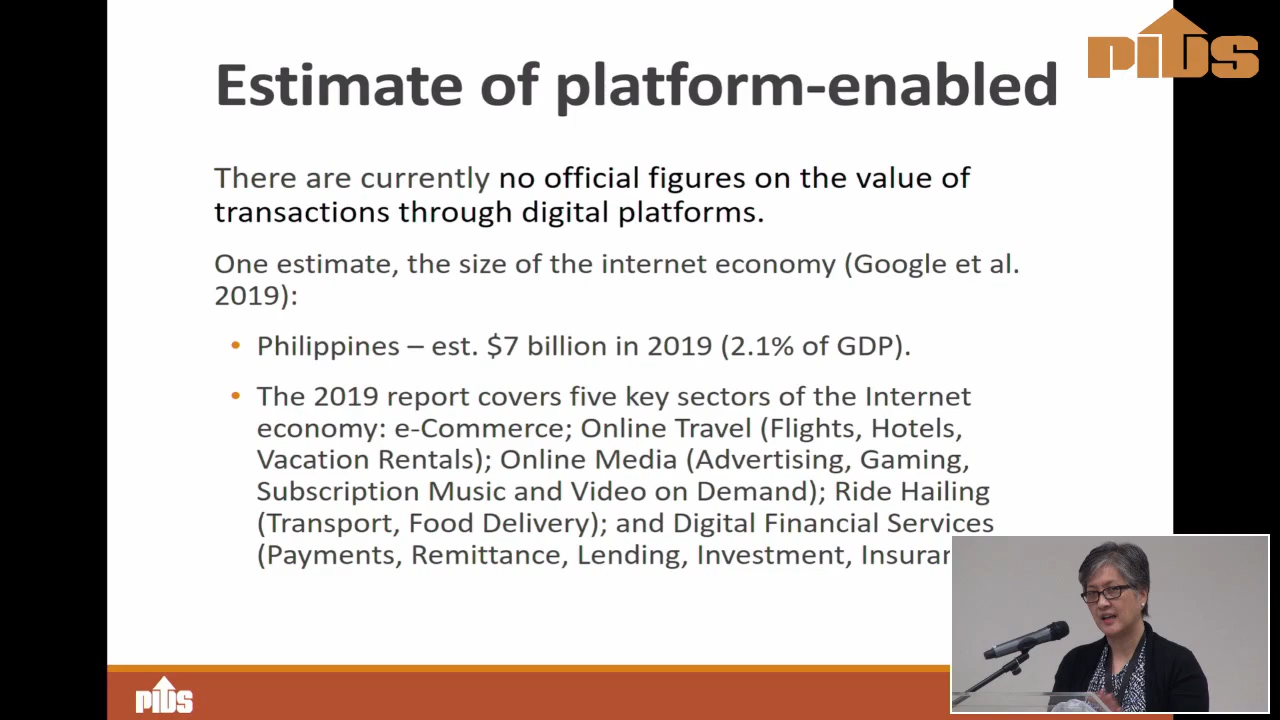 Estimate of platform-enabled
PIDS
There are currently no official figures on the value of
transactions through digital platforms.
One estimate, the size of the internet economy (Google et al.
2019):
• Philippines – est. $7 billion in 2019 (2.1% of GDP).
• The 2019 report covers five key sectors of the Internet
economy: e-Commerce; Online Travel (Flights, Hotels,
Vacation Rentals); Online Media (Advertising, Gaming,
Subscription Music and Video on Demand); Ride Hailing
(Transport, Food Delivery); and Digital Financial Services
(Payments, Remittance, Lending, Investment, Insuran
PIDS